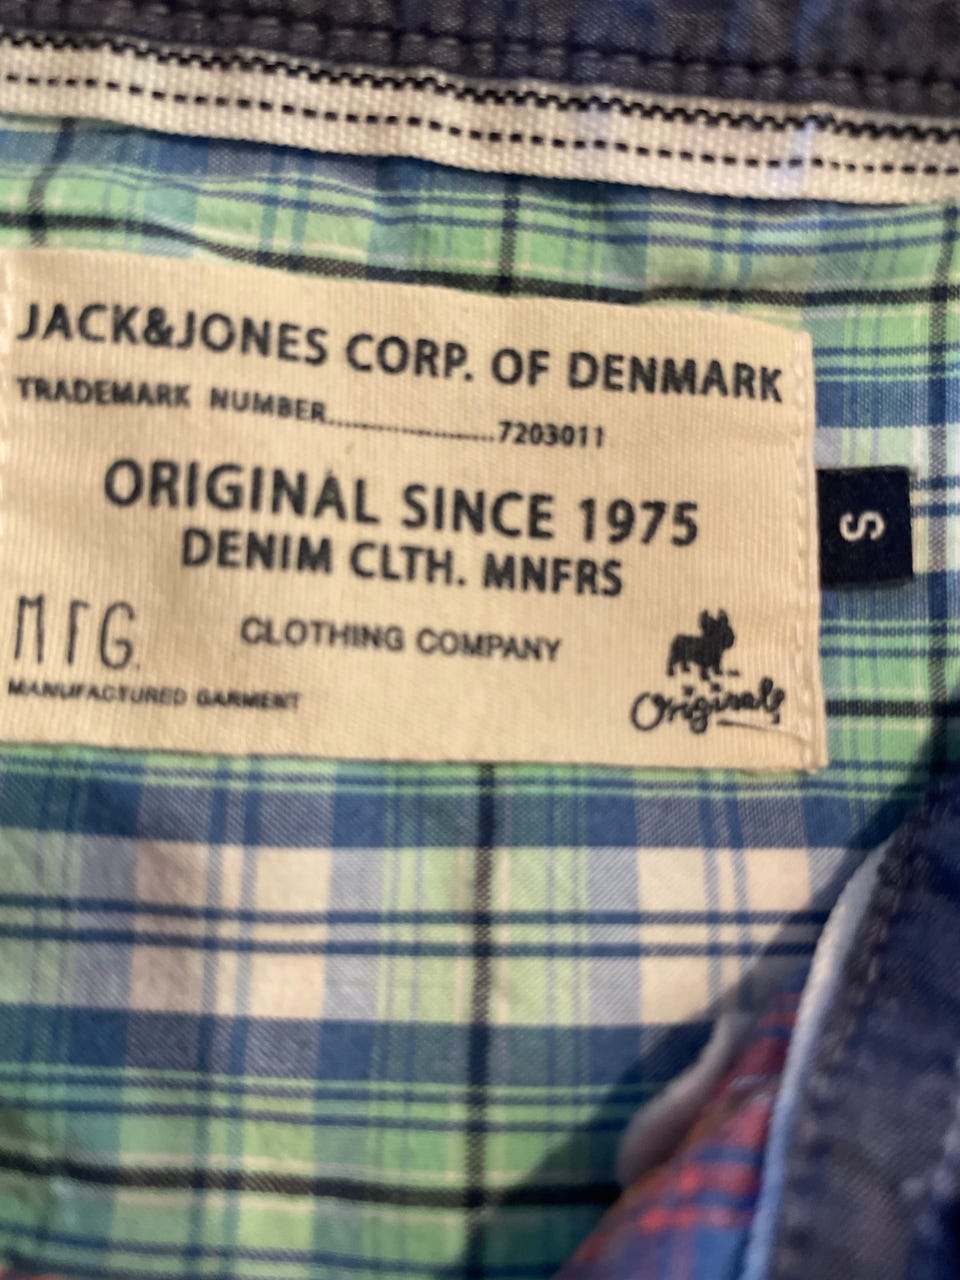 JACK&JONES CORP. OF DENMARK
TRADEMARK NUMBER.....................7203011
ORIGINAL SINCE 1975
DENIM CLTH. MNFRS
MFG.
CLOTHING COMPANY
MANUFACTURED GARMENT
Originals
S